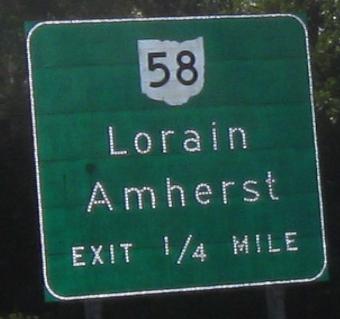 58
Lorain
Amherst
EXIT 1/4 MILE